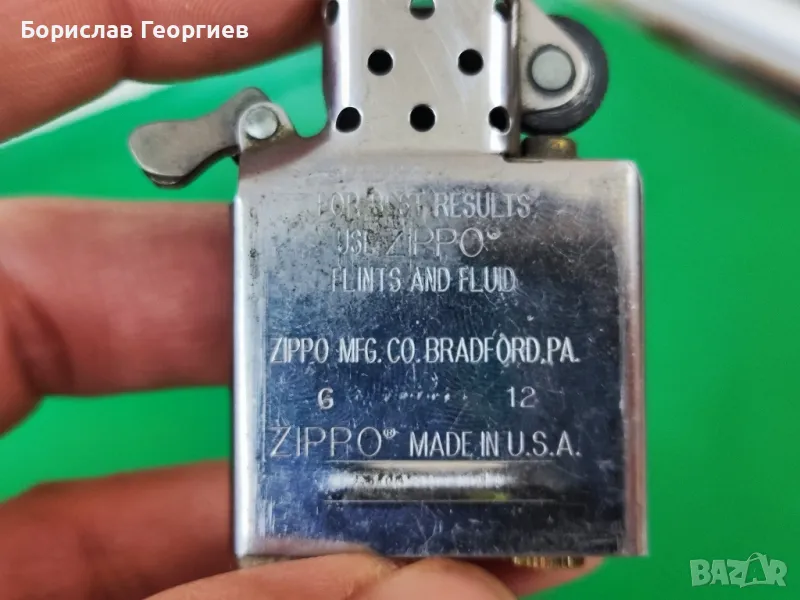 Борислав Георгиев
FOR BEST RESULTS
USE ZIPPO®
FLINTS AND FLUID
ZIPPO MFG. CO. BRADFORD, PA.
G 12
ZIPPO® MADE IN U.S.A.
BAZAR